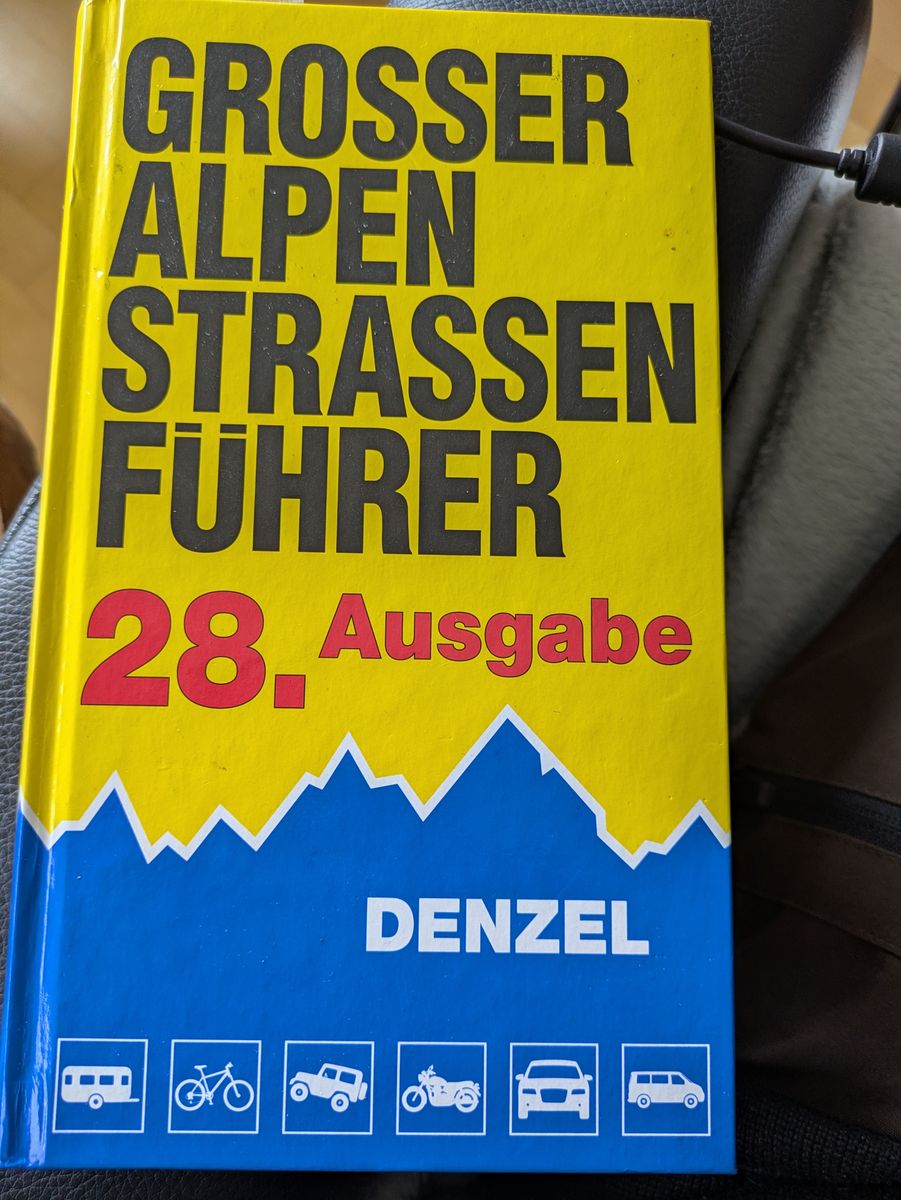 GROSSER
ALPEN
STRASSEN
FÜHRER
28. Ausgabe
DENZEL